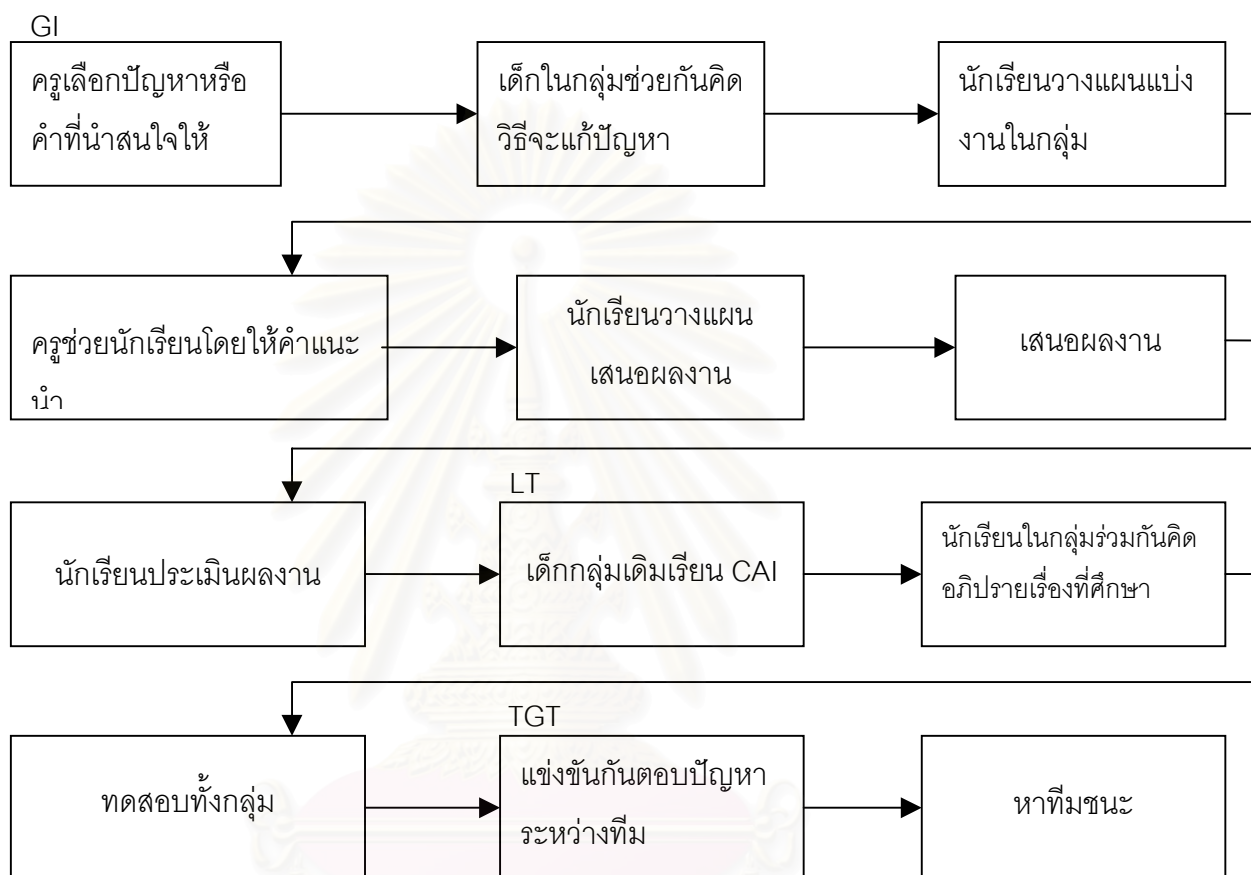 GI
ครูเลือกปัญหาหรือ
คำที่นำสนใจให้
เด็กในกลุ่มช่วยกันคิด
วิธีจะแก้ปัญหา
นักเรียนวางแผนแบ่ง
งานในกลุ่ม
ครูช่วยนักเรียนโดยให้คำแนะ
นำ
นักเรียนวางแผน
เสนอผลงาน
เสนอผลงาน
นักเรียนประเมินผลงาน
LT
เด็กกลุ่มเดิมเรียน CAI
นักเรียนในกลุ่มร่วมกันคิด
อภิปรายเรื่องที่ศึกษา
ทดสอบทั้งกลุ่ม
TGT
แข่งขันกันตอบปัญหา
ระหว่างทีม
หาทีมชนะ